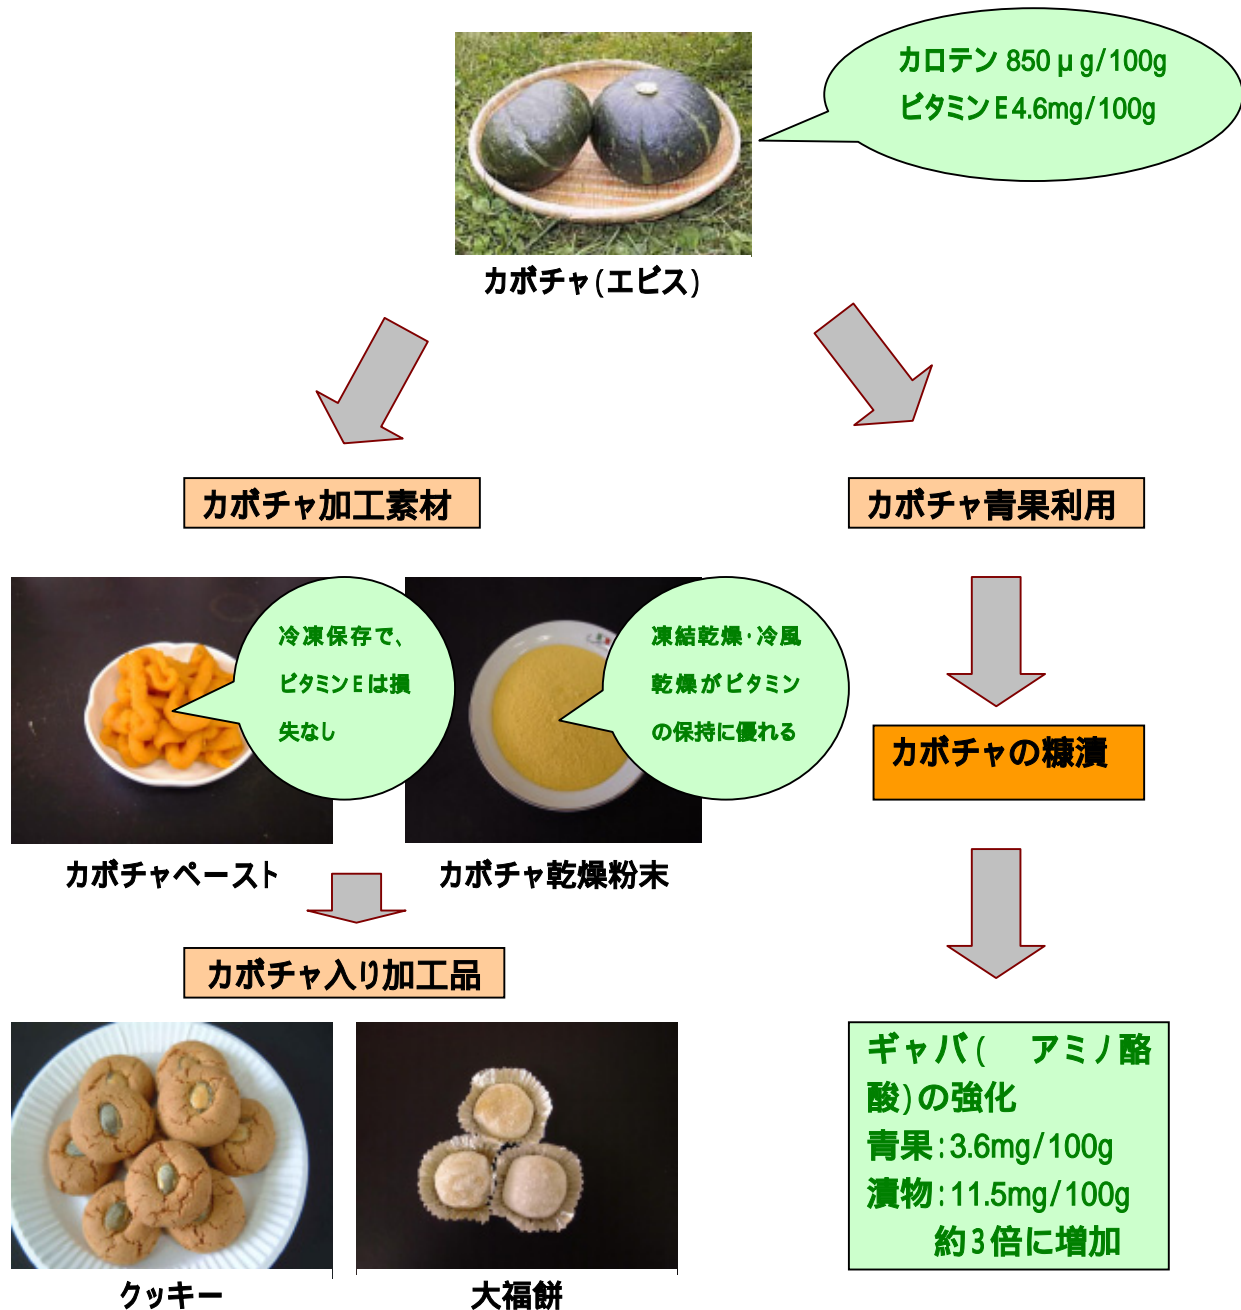 カロテン 850μg/100g
ビタミンE4.6mg/100g
カボチャ(エビス)
カボチャ加工素材
カボチャ青果利用
冷凍保存で、
ビタミンEは損
失なし
凍結乾燥・冷風
乾燥がビタミン
の保持に優れる
カボチャの糠漬
カボチャペースト
カボチャ乾燥粉末
カボチャ入り加工品
ギャバ(　アミノ酪
酸)の強化
青果:3.6mg/100g
漬物:11.5mg/100g
約3倍に増加
クッキー
大福餅